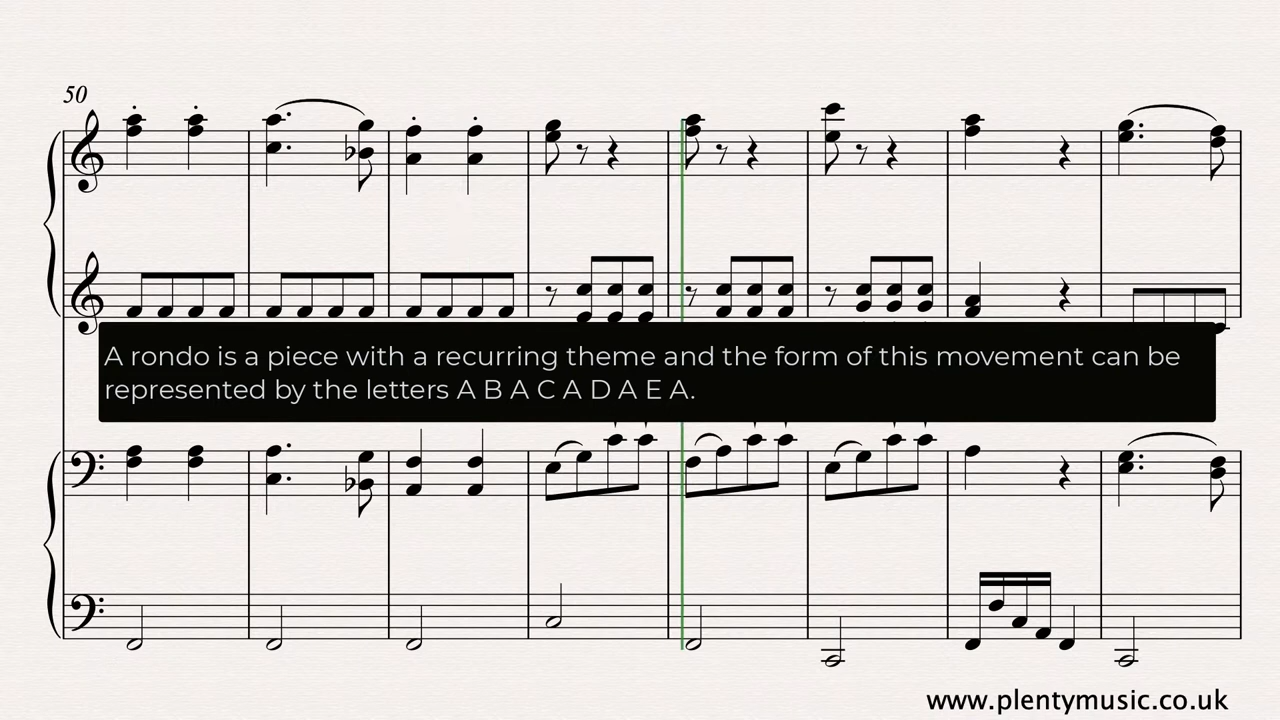 50
A rondo is a piece with a recurring theme and the form of this movement can be
represented by the letters A B A C A D A E A.
www.plentymusic.co.uk